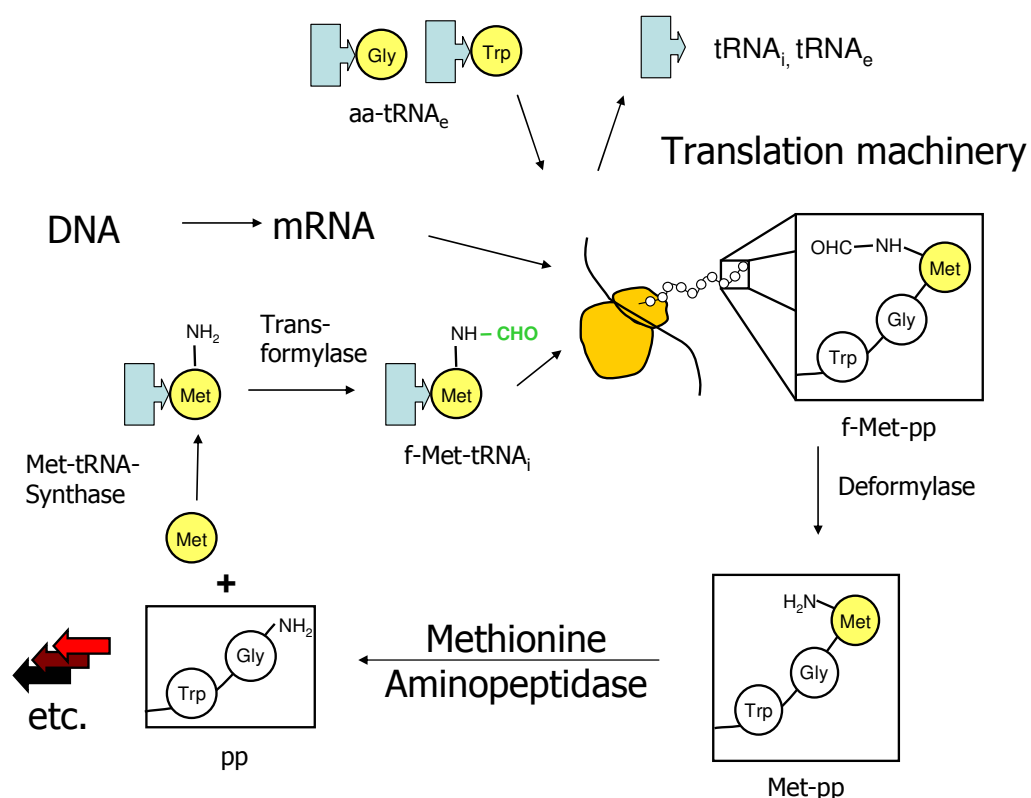 Gly
Trp
aa-tRNAₑ
tRNAᵢ, tRNAₑ
Translation machinery
DNA
mRNA
OHC
NH
Met
Gly
Trp
f-Met-pp
NH₂
Met
Trans-
formylase
NH – CHO
Met
f-Met-tRNAᵢ
Met-tRNA-
Synthase
Met
Deformylase
+
NH₂
Gly
Trp
pp
etc.
Methionine
Aminopeptidase
H₂N
Met
Gly
Trp
Met-pp